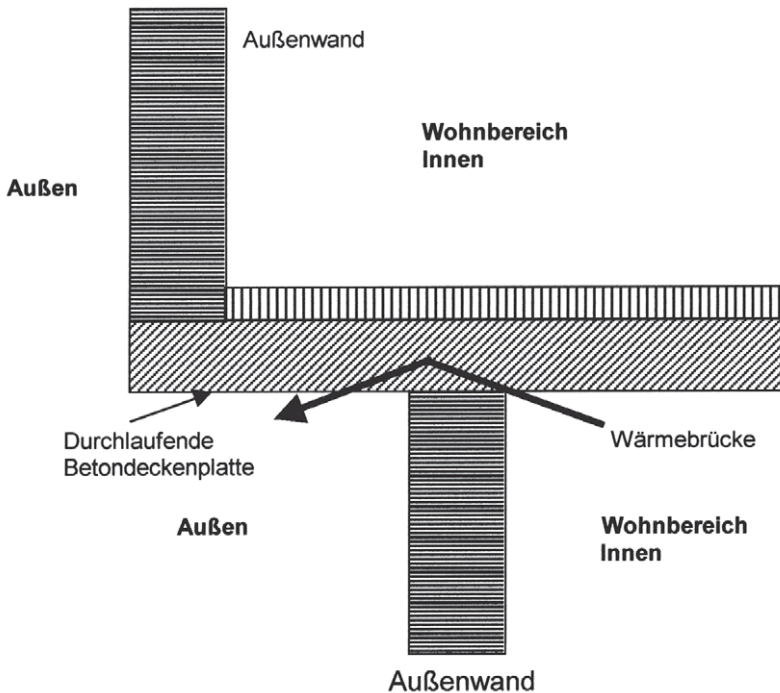 Außenwand
Wohnbereich
Innen
Außen
Durchlaufende
Betondeckenplatte
Wärmebrücke
Außen
Wohnbereich
Innen
Außenwand